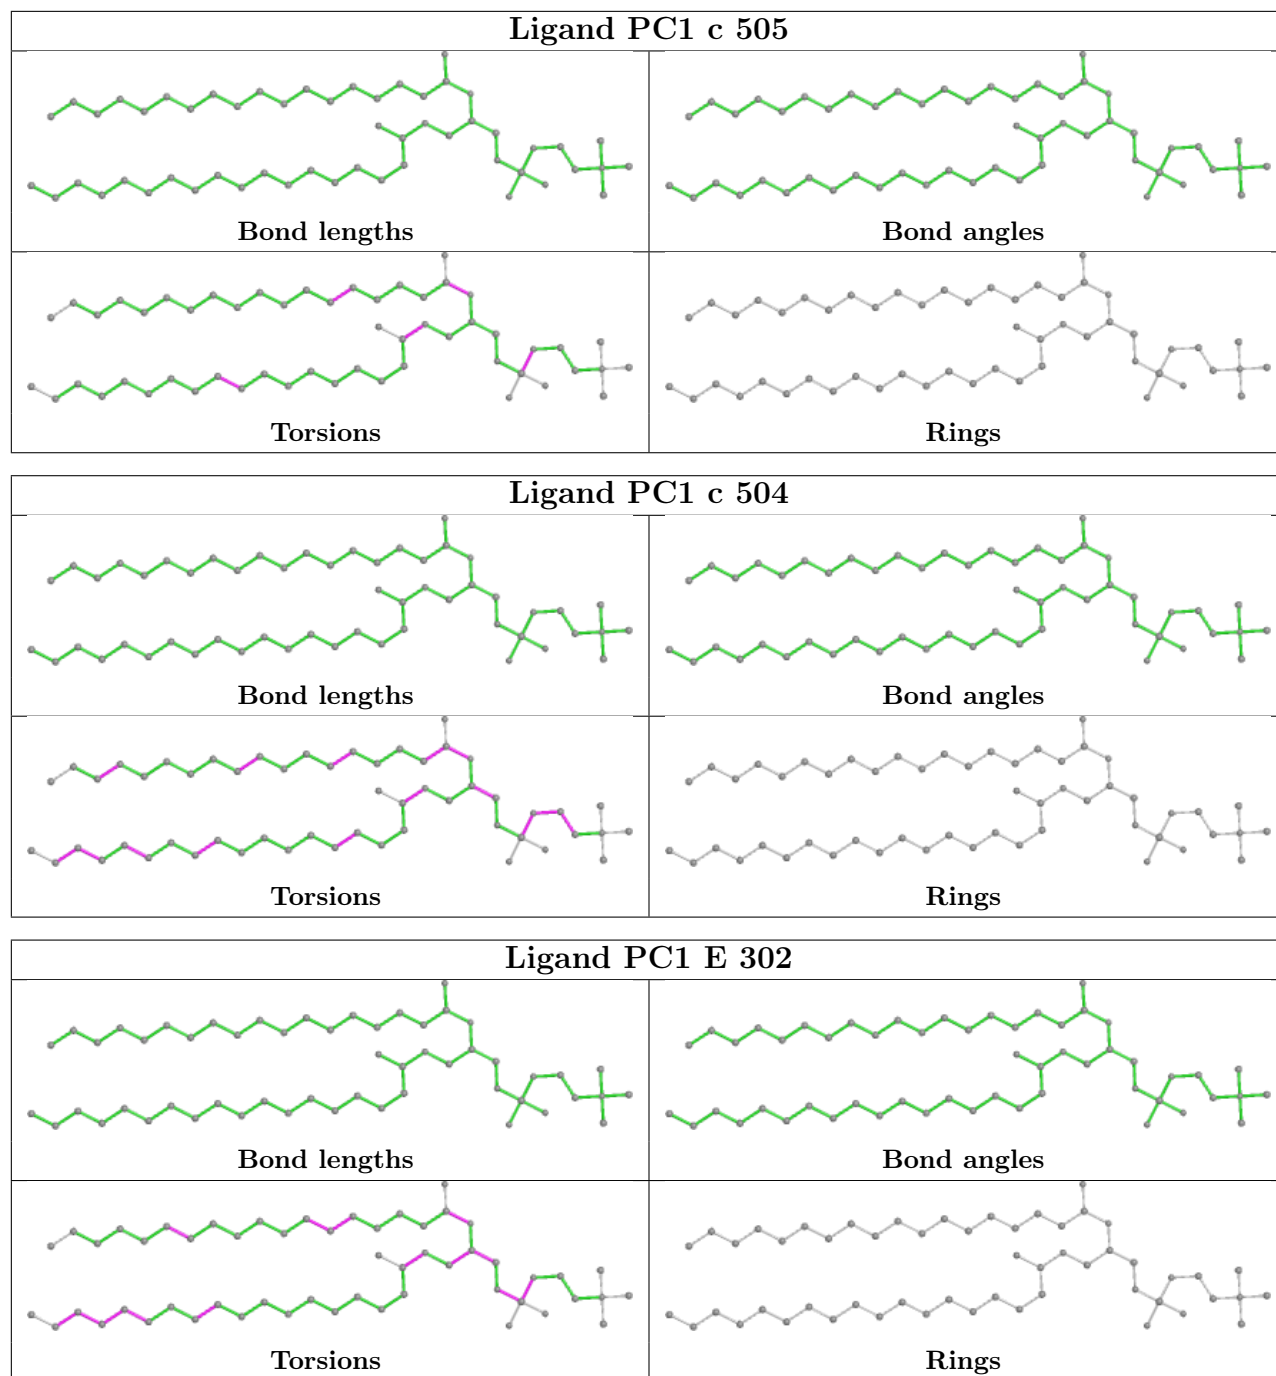 Ligand PC1 c 505
Bond lengths
Bond angles
Torsions
Rings
Ligand PC1 c 504
Bond lengths
Bond angles
Torsions
Rings
Ligand PC1 E 302
Bond lengths
Bond angles
Torsions
Rings